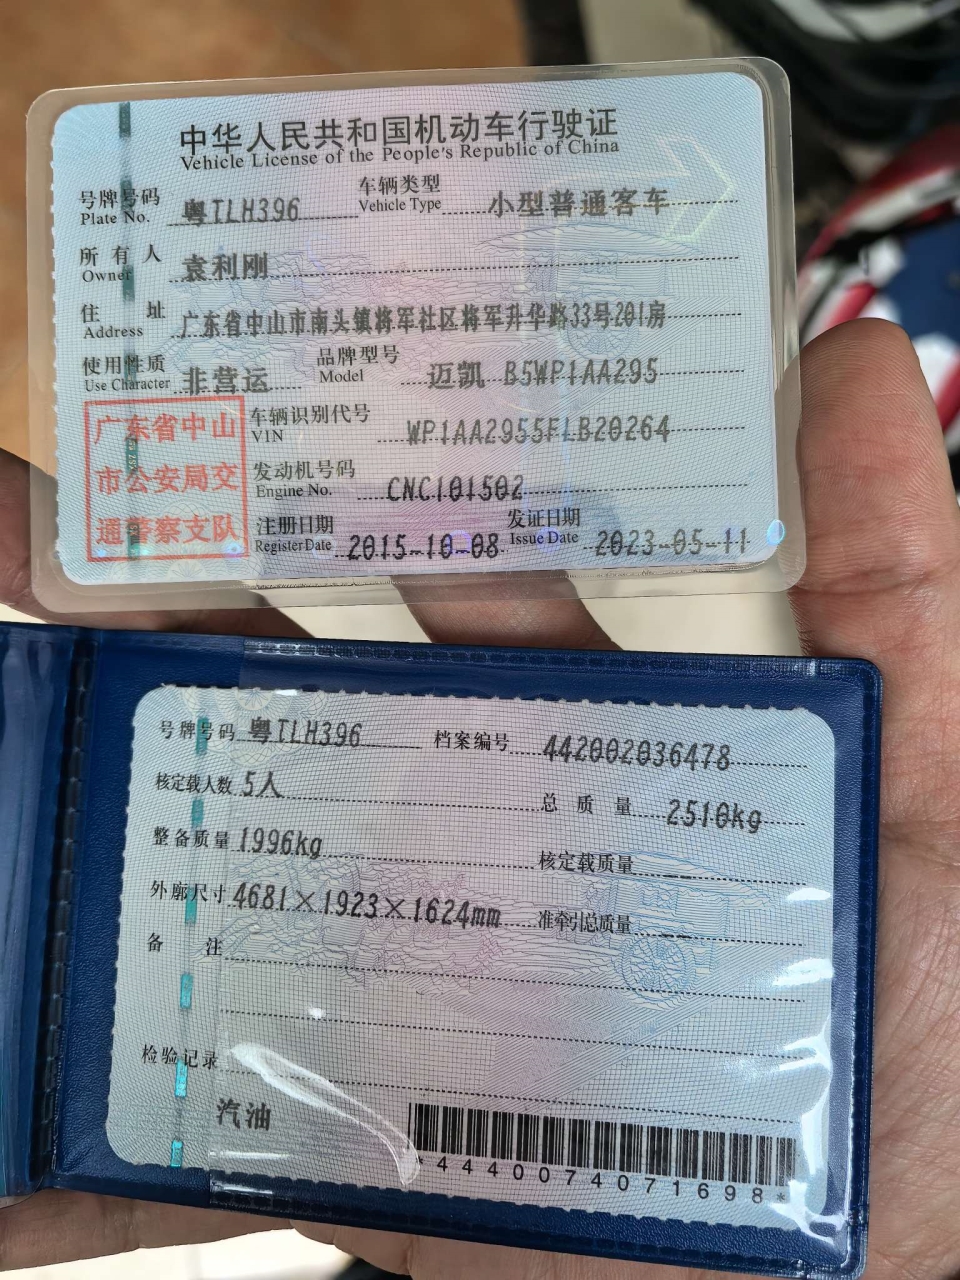 中华人民共和国机动车行驶证
Vehicle License of the People's Republic of China
号牌号码 Plate No. 粤TLH396 车辆类型 Vehicle Type 小型普通客车
所有人 Owner 袁利刚
住址 Address 广东省中山市南头镇将军社区将军升华路33号201房
使用性质 Use Character 非营运 品牌型号 Model 迈凯 B5WP1AA295
广东省中山
市公安局交
通警察支队
车辆识别代号 VIN WP1AA2955FLB20264
发动机号码 Engine No. CNC101502
注册日期 Register Date 2015-10-08 发证日期 Issue Date 2023-05-11
号牌号码 粤TLH396 档案编号 442002036478
核定载人数 5人 总质量 2510kg
整备质量 1996kg 核定载质量
外廓尺寸 4681×1923×1624mm 准牵引总质量
备注
检验记录
汽油
*4440074071698*